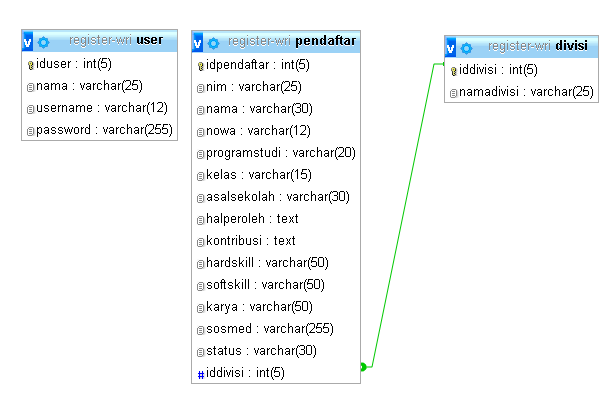 register-wri user
iduser : int(5)
nama : varchar(25)
username : varchar(12)
password : varchar(255)
register-wri pendaftar
idpendaftar : int(5)
nim : varchar(25)
nama : varchar(30)
nowa : varchar(12)
programstudi : varchar(20)
kelas : varchar(15)
asalsekolah : varchar(30)
halperoleh : text
kontribusi : text
hardskill : varchar(50)
softskill : varchar(50)
karya : varchar(50)
sosmed : varchar(255)
status : varchar(30)
# iddivisi : int(5)
register-wri divisi
iddivisi : int(5)
namadivisi : varchar(25)